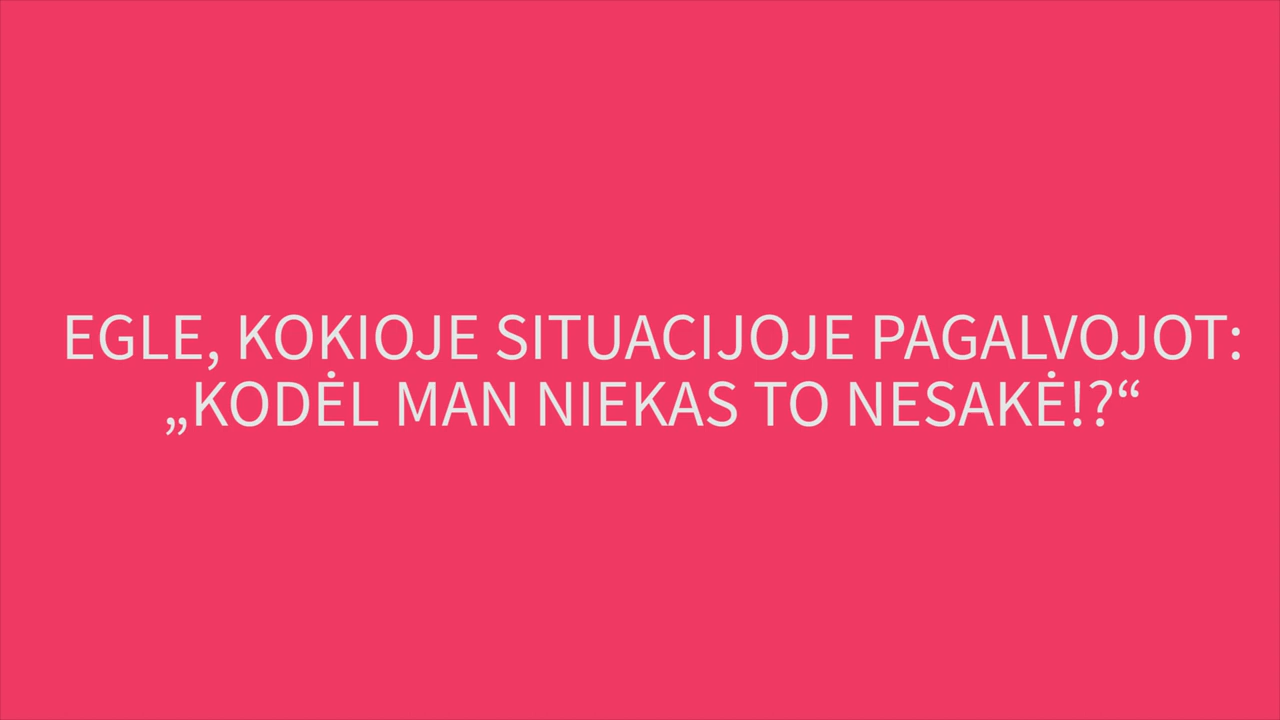 EGLE, KOKIOJE SITUACIJOJE PAGALVOJOT:
„KODĖL MAN NIEKAS TO NESAKĖ!?“